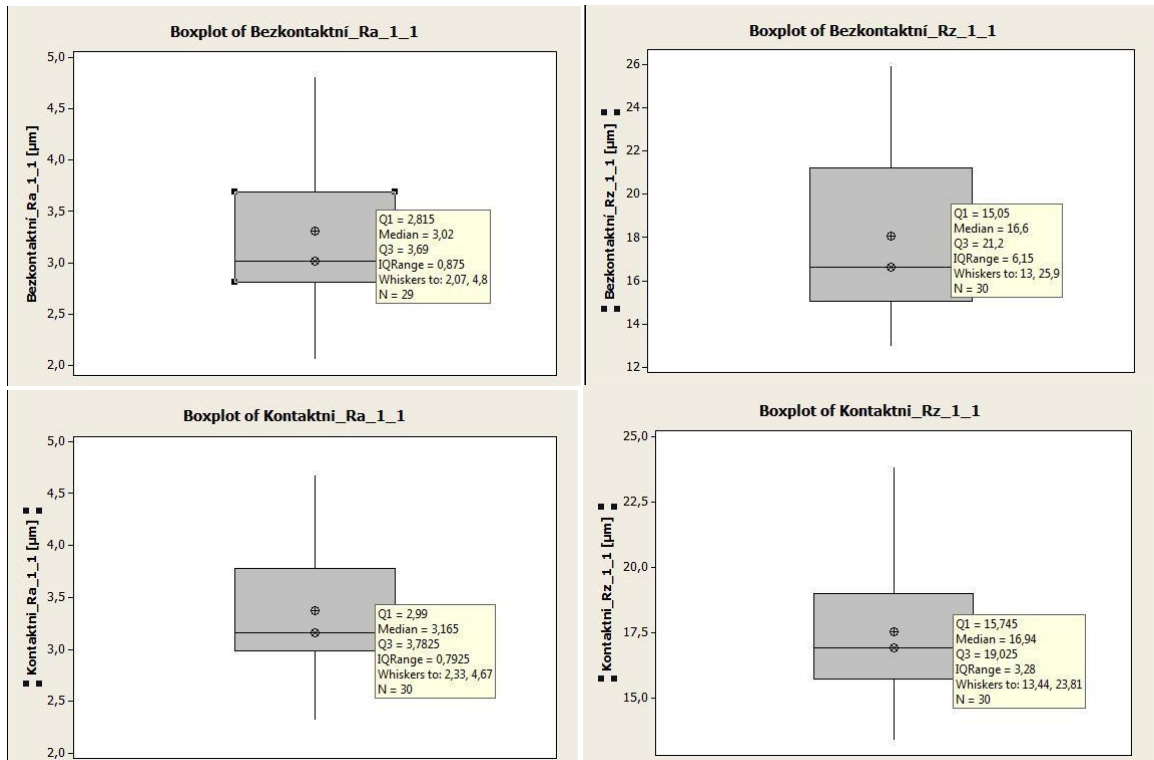 Boxplot of Bezkontaktní_Ra_1_1
Bezkontaktní_Ra_1_1 [µm]
5,0
4,5
4,0
3,5
3,0
2,5
2,0
Q1 = 2,815
Median = 3,02
Q3 = 3,69
IQRange = 0,875
Whiskers to: 2,07, 4,8
N = 29
Boxplot of Bezkontaktní_Rz_1_1
Bezkontaktní_Rz_1_1 [µm]
26
24
22
20
18
16
14
12
Q1 = 15,05
Median = 16,6
Q3 = 21,2
IQRange = 6,15
Whiskers to: 13, 25,9
N = 30
Boxplot of Kontaktni_Ra_1_1
Kontaktni_Ra_1_1 [µm]
5,0
4,5
4,0
3,5
3,0
2,5
2,0
Q1 = 2,99
Median = 3,165
Q3 = 3,7825
IQRange = 0,7925
Whiskers to: 2,33, 4,67
N = 30
Boxplot of Kontaktni_Rz_1_1
Kontaktni_Rz_1_1 [µm]
25,0
22,5
20,0
17,5
15,0
Q1 = 15,745
Median = 16,94
Q3 = 19,025
IQRange = 3,28
Whiskers to: 13,44, 23,81
N = 30